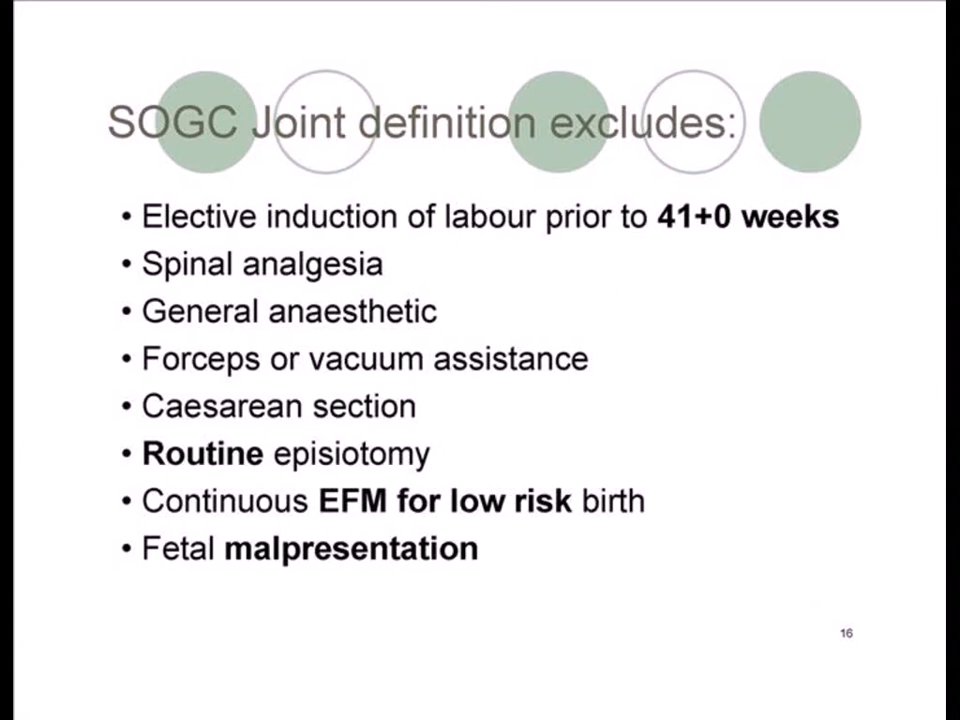 SOGC Joint definition excludes:
• Elective induction of labour prior to 41+0 weeks
• Spinal analgesia
• General anaesthetic
• Forceps or vacuum assistance
• Caesarean section
• Routine episiotomy
• Continuous EFM for low risk birth
• Fetal malpresentation
16